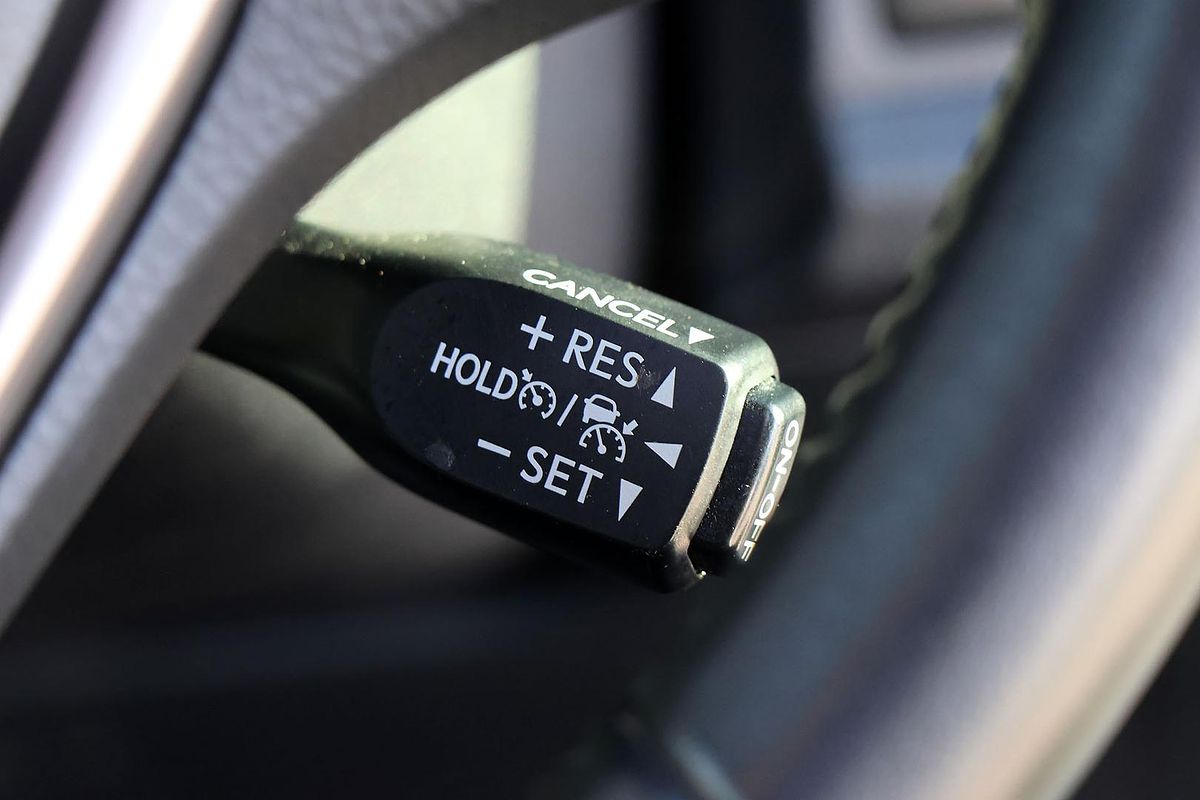 CANCEL
+ RES
HOLD /
− SET
ON-OFF